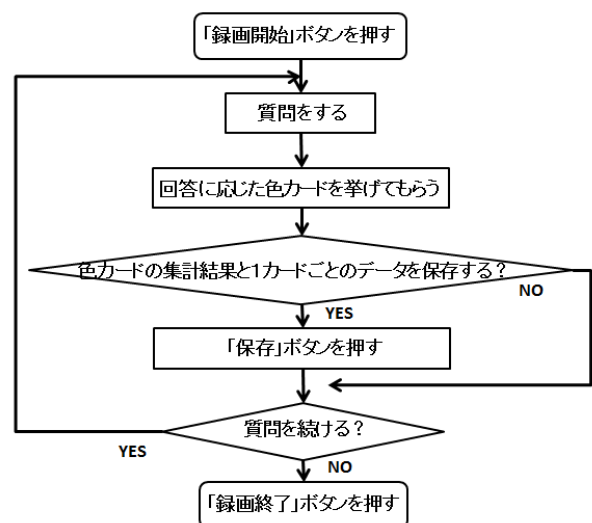 「録画開始」ボタンを押す
質問をする
回答に応じた色カードを挙げてもらう
色カードの集計結果と1カードごとのデータを保存する？
NO
YES
「保存」ボタンを押す
質問を続ける？
YES
NO
「録画終了」ボタンを押す